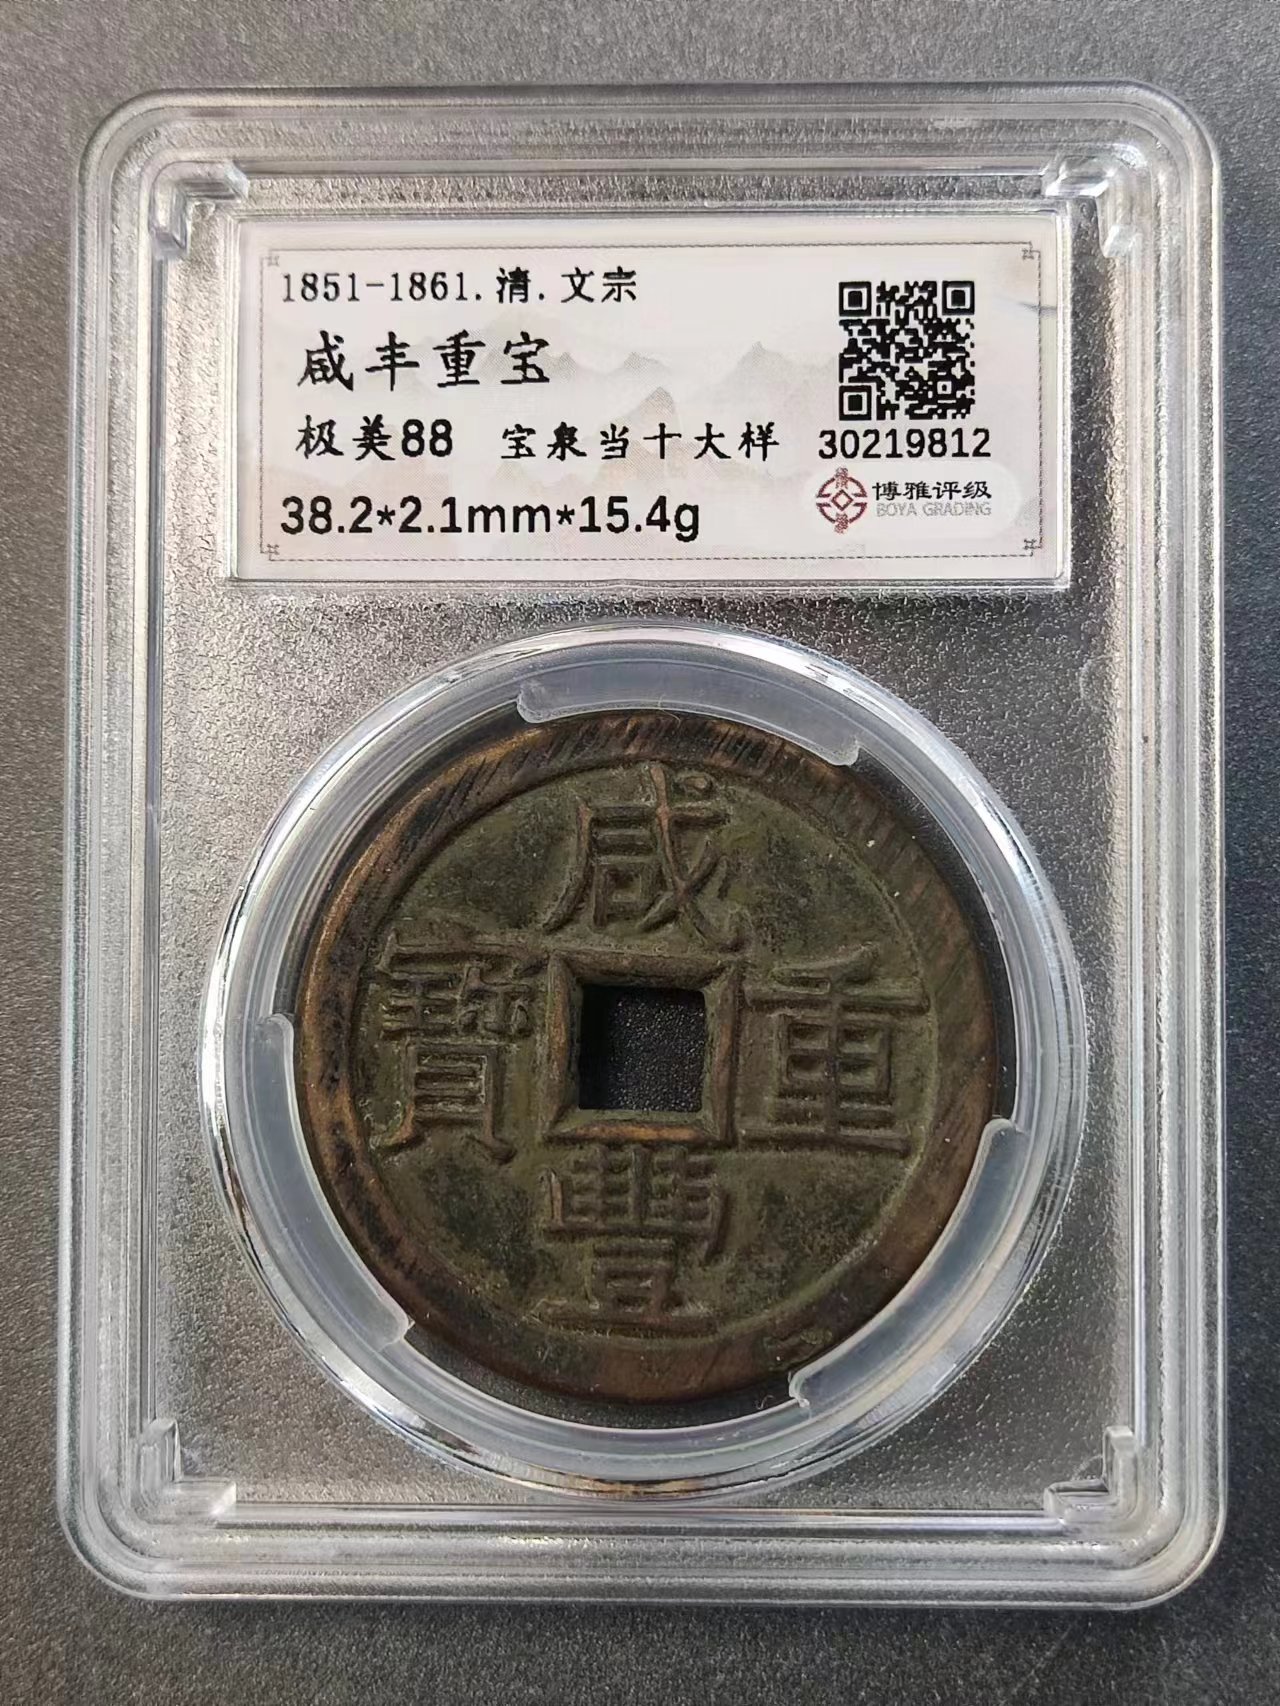 1851-1861.清.文宗
咸丰重宝
极美88 宝泉当十大样
38.2*2.1mm*15.4g
30219812
博雅评级
BOYA GRADING
咸
寶 重
豐